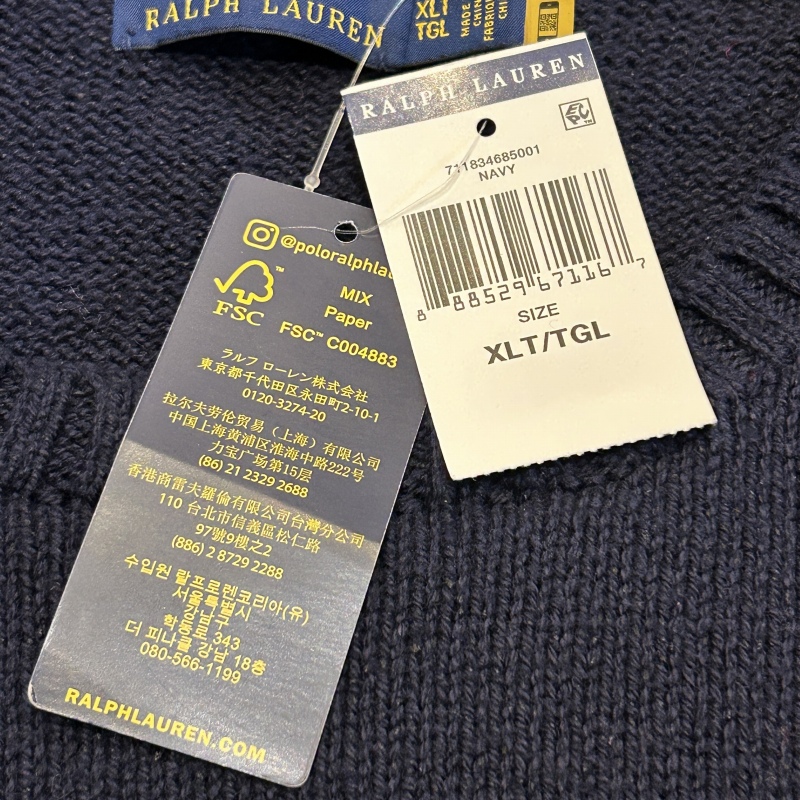 RALPH LAUREN
XLT
TGL
MADE
CHIN
FABRIQ
CHI
RALPH LAUREN
EPC™
711834685001
NAVY
8 88529 67116 7
SIZE
XLT/TGL
@poloralphlau
FSC™
MIX
Paper
FSC™ C004883
ラルフ ローレン株式会社
東京都千代田区永田町2-10-1
0120-3274-20
拉尔夫劳伦贸易（上海）有限公司
中国上海黄浦区淮海中路222号
力宝广场第15层
(86) 21 2329 2688
香港商雷夫羅倫有限公司台灣分公司
110 台北市信義區松仁路
97號9樓之2
(886) 2 8729 2288
수입원 랄프로렌코리아(유)
서울특별시
강남구
학동로 343
더 피나클 강남 18층
080-566-1199
RALPHLAUREN.COM